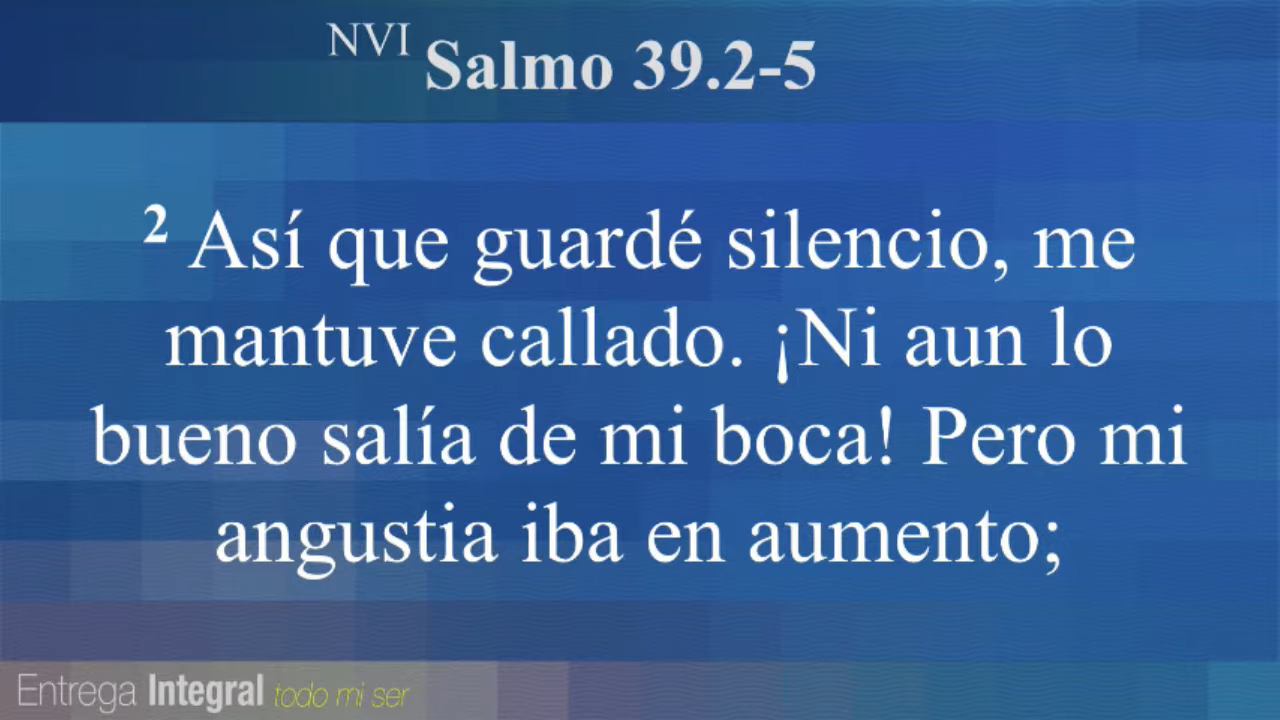 NVI Salmo 39.2-5
2 Así que guardé silencio, me
mantuve callado. ¡Ni aun lo
bueno salía de mi boca! Pero mi
angustia iba en aumento;
Entrega Integral todo mi ser